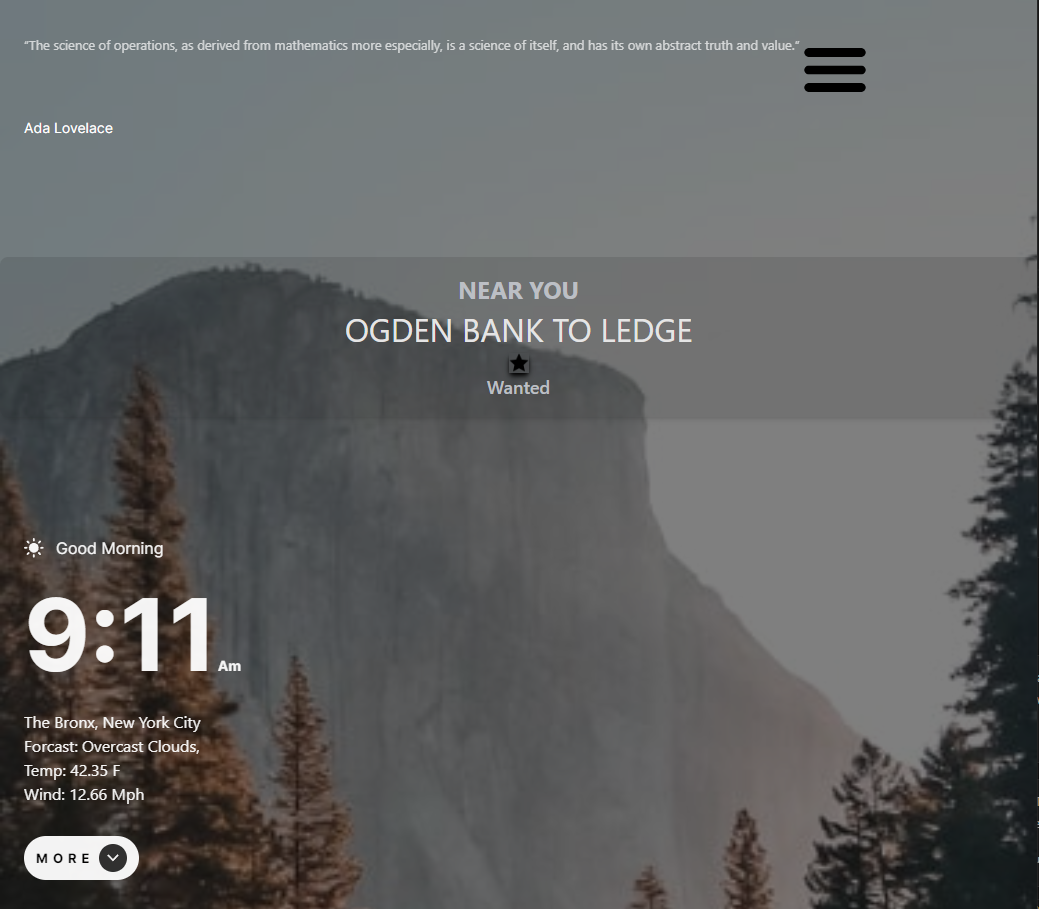 “The science of operations, as derived from mathematics more especially, is a science of itself, and has its own abstract truth and value.”
Ada Lovelace
NEAR YOU
OGDEN BANK TO LEDGE
Wanted
Good Morning
9:11 Am
The Bronx, New York City
Forcast: Overcast Clouds,
Temp: 42.35 F
Wind: 12.66 Mph
MORE